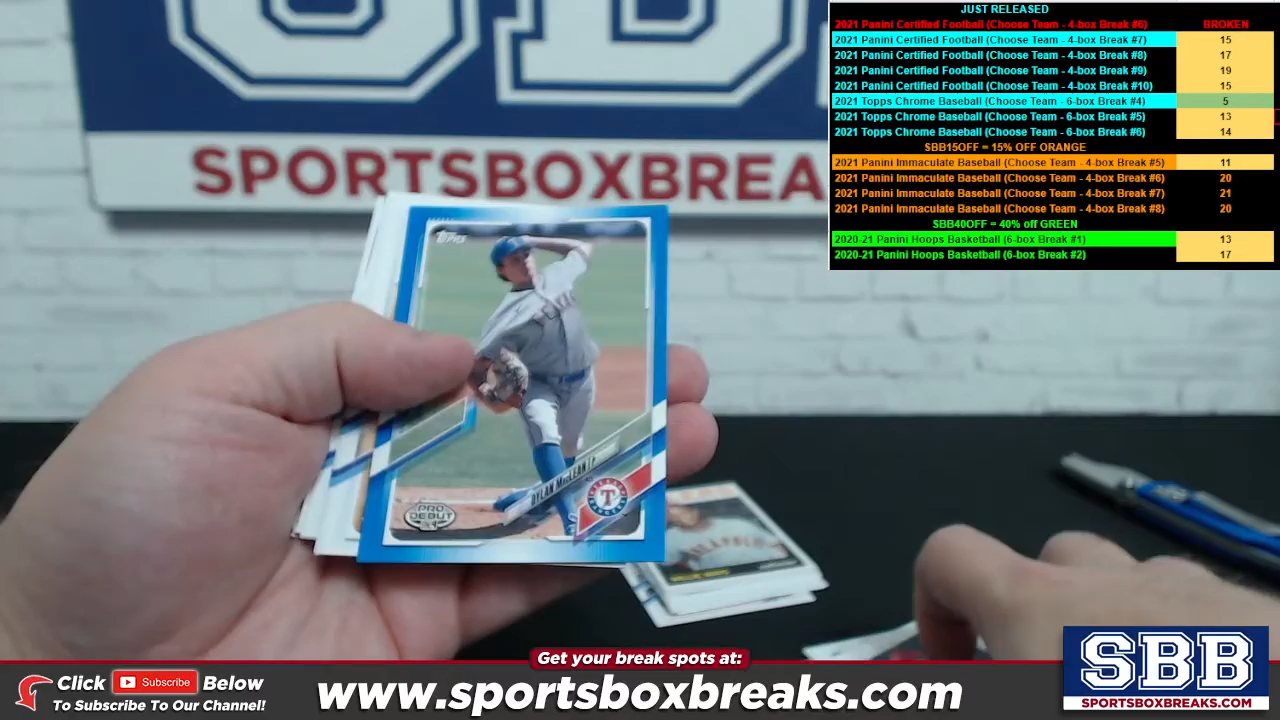 JUST RELEASED
2021 Panini Certified Football (Choose Team - 4-box Break #6) BROKEN
2021 Panini Certified Football (Choose Team - 4-box Break #7) 15
2021 Panini Certified Football (Choose Team - 4-box Break #8) 17
2021 Panini Certified Football (Choose Team - 4-box Break #9) 19
2021 Panini Certified Football (Choose Team - 4-box Break #10) 15
2021 Topps Chrome Baseball (Choose Team - 6-box Break #4) 5
2021 Topps Chrome Baseball (Choose Team - 6-box Break #5) 13
2021 Topps Chrome Baseball (Choose Team - 6-box Break #6) 14
SBB15OFF = 15% OFF ORANGE
2021 Panini Immaculate Baseball (Choose Team - 4-box Break #5) 11
2021 Panini Immaculate Baseball (Choose Team - 4-box Break #6) 20
2021 Panini Immaculate Baseball (Choose Team - 4-box Break #7) 21
2021 Panini Immaculate Baseball (Choose Team - 4-box Break #8) 20
SBB40OFF = 40% off GREEN
2020-21 Panini Hoops Basketball (6-box Break #1) 13
2020-21 Panini Hoops Basketball (6-box Break #2) 17
SPORTSBOXBREA
TOPPS
DYLAN MacLEAN | P
PRO DEBUT
T
Get your break spots at:
Click Subscribe Below
To Subscribe To Our Channel!
www.sportsboxbreaks.com
SBB
SPORTSBOXBREAKS.COM